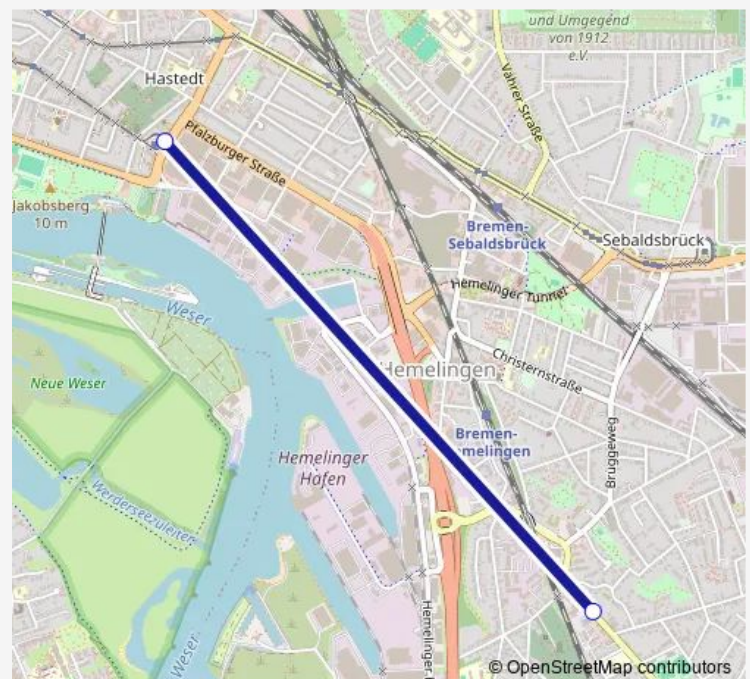 und Umgegend
von 1912
e.V.
Hastedt
Vahrer Straße
Pfalzburger Straße
Jakobsberg
10 m
Bremen-
Sebaldsbrück
Sebaldsbrück
Weser
Hemelinger Tunnel
Neue Weser
Hemelingen
Christernstraße
Bremen-
melingen
Bruggeweg
Hemelinger
Hafen
Werderseezuleiter
Hemelinger
Weser
© OpenStreetMap contributors